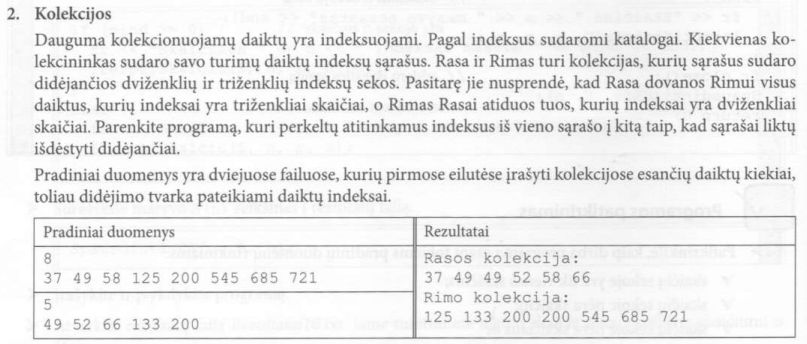 2. Kolekcijos
Dauguma kolekcionuojamų daiktų yra indeksuojami. Pagal indeksus sudaromi katalogai. Kiekvienas ko-
lekcininkas sudaro savo turimų daiktų indeksų sąrašus. Rasa ir Rimas turi kolekcijas, kurių sąrašus sudaro
didėjančios dviženklių ir triženklių indeksų sekos. Pasitarę jie nusprendė, kad Rasa dovanos Rimui visus
daiktus, kurių indeksai yra triženkliai skaičiai, o Rimas Rasai atiduos tuos, kurių indeksai yra dviženkliai
skaičiai. Parenkite programą, kuri perkeltų atitinkamus indeksus iš vieno sąrašo į kitą taip, kad sąrašai liktų
išdėstyti didėjančiai.
Pradiniai duomenys yra dviejuose failuose, kurių pirmose eilutėse įrašyti kolekcijose esančių daiktų kiekiai,
toliau didėjimo tvarka pateikiami daiktų indeksai.
Pradiniai duomenys
8
37 49 58 125 200 545 685 721
5
49 52 66 133 200
Rezultatai
Rasos kolekcija:
37 49 49 52 58 66
Rimo kolekcija:
125 133 200 200 545 685 721